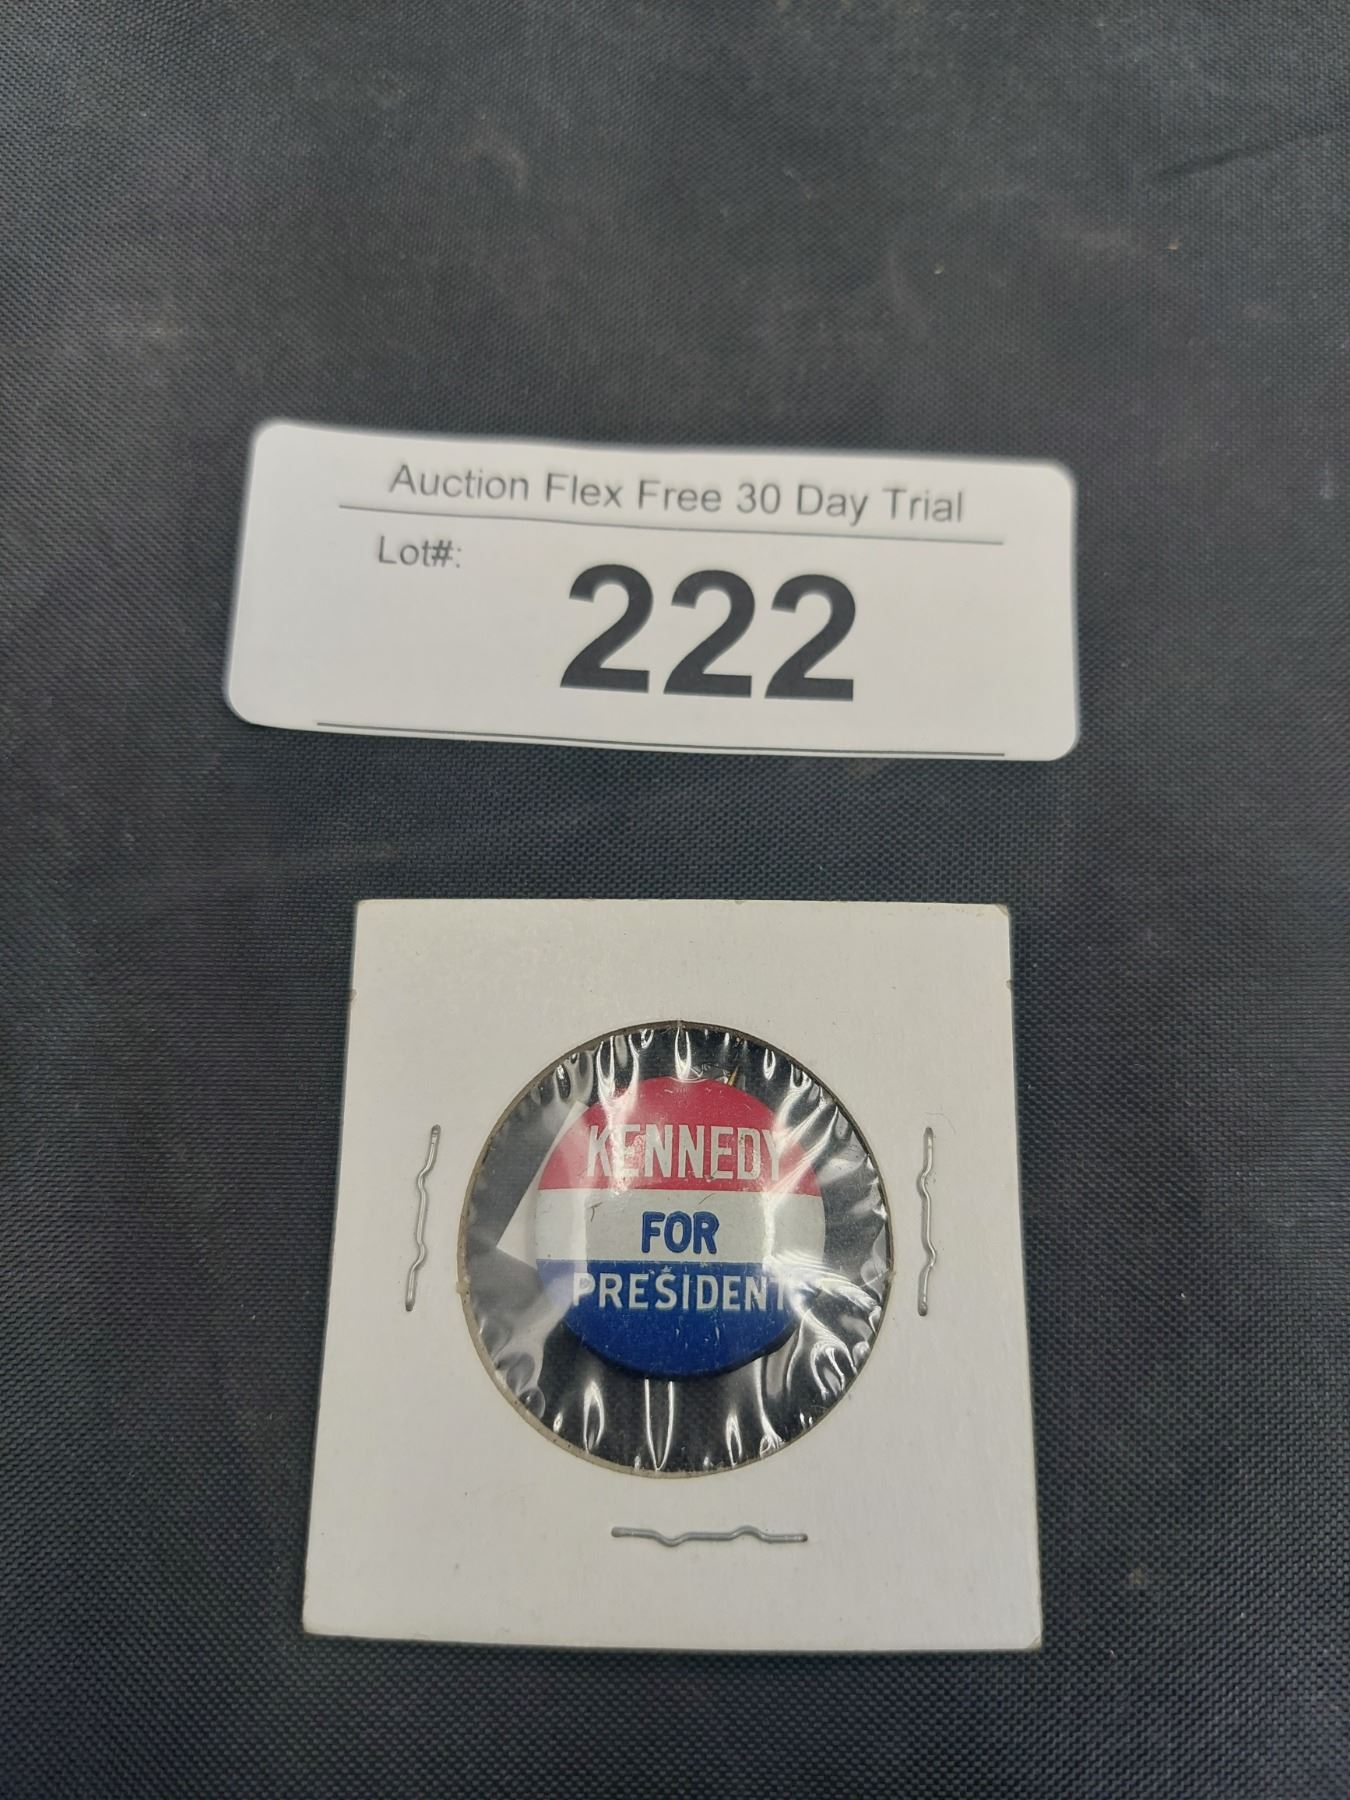 Auction Flex Free 30 Day Trial
Lot#:
222
KENNEDY
FOR
PRESIDENT